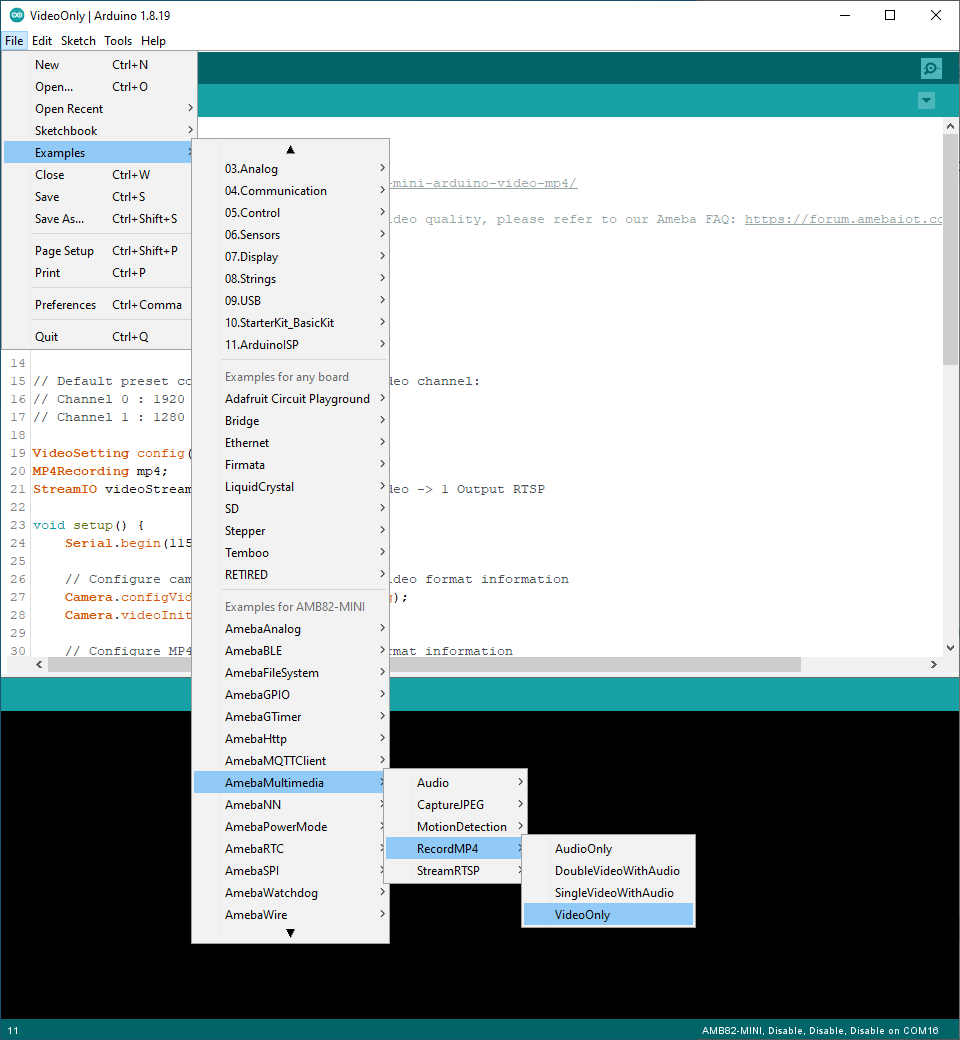 VideoOnly | Arduino 1.8.19
File Edit Sketch Tools Help
New Ctrl+N
Open... Ctrl+O
Open Recent
Sketchbook
Examples
Close Ctrl+W
Save Ctrl+S
Save As... Ctrl+Shift+S
Page Setup Ctrl+Shift+P
Print Ctrl+P
Preferences Ctrl+Comma
Quit Ctrl+Q
03.Analog
04.Communication
05.Control
06.Sensors
07.Display
08.Strings
09.USB
10.StarterKit_BasicKit
11.ArduinoISP
Examples for any board
Adafruit Circuit Playground
Bridge
Ethernet
Firmata
LiquidCrystal
SD
Stepper
Temboo
RETIRED
Examples for AMB82-MINI
AmebaAnalog
AmebaBLE
AmebaFileSystem
AmebaGPIO
AmebaGTimer
AmebaHttp
AmebaMQTTClient
AmebaMultimedia
AmebaNN
AmebaPowerMode
AmebaRTC
AmebaSPI
AmebaWatchdog
AmebaWire
Audio
CaptureJPEG
MotionDetection
RecordMP4
StreamRTSP
AudioOnly
DoubleVideoWithAudio
SingleVideoWithAudio
VideoOnly
-mini-arduino-video-mp4/
deo quality, please refer to our Ameba FAQ: https://forum.amebaiot.co
14
15 // Default preset co deo channel:
16 // Channel 0 : 1920
17 // Channel 1 : 1280
18
19 VideoSetting config(
20 MP4Recording mp4;
21 StreamIO videoStream deo -> 1 Output RTSP
22
23 void setup() {
24 Serial.begin(115
25
26 // Configure cam deo format information
27 Camera.configVid );
28 Camera.videoInit
29
30 // Configure MP4 rmat information
11
AMB82-MINI, Disable, Disable, Disable on COM16